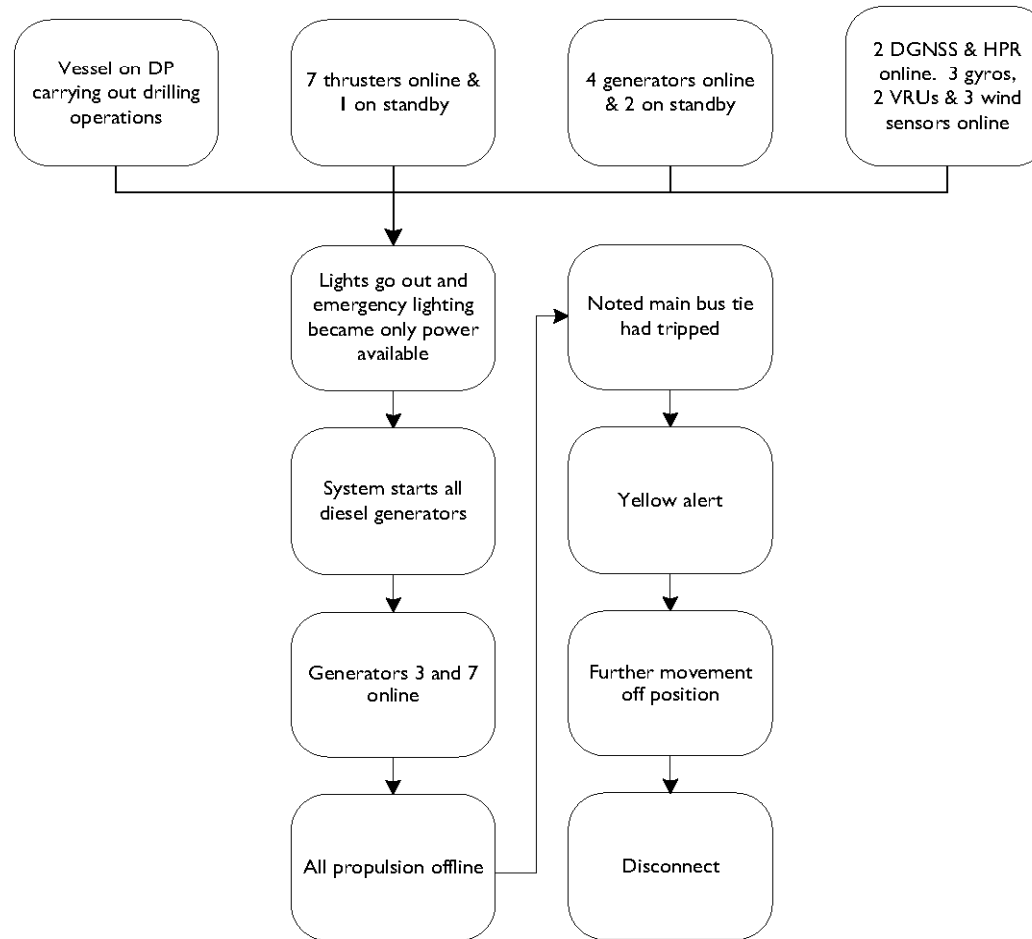 Vessel on DP
carrying out drilling
operations
7 thrusters online &
1 on standby
4 generators online
& 2 on standby
2 DGNSS & HPR
online.  3 gyros,
2 VRUs & 3 wind
sensors online
Lights go out and
emergency lighting
became only power
available
System starts all
diesel generators
Generators 3 and 7
online
All propulsion offline
Noted main bus tie
had tripped
Yellow alert
Further movement
off position
Disconnect